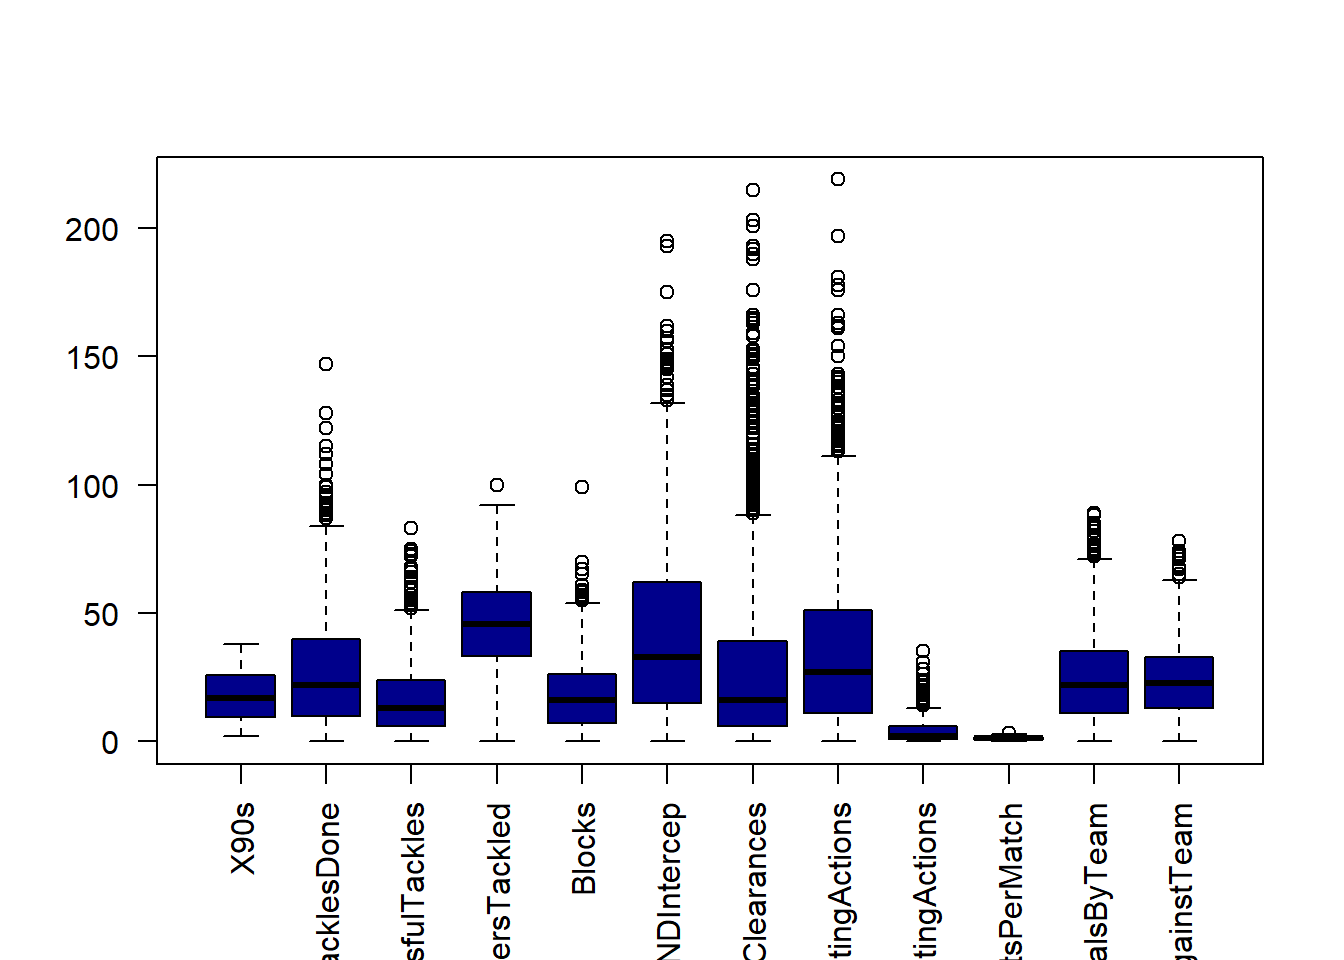 200
150
100
50
0
X90s
acklesDone
sfulTackles
ersTackled
Blocks
NDIntercep
Clearances
tingActions
tingActions
tsPerMatch
alsByTeam
gainstTeam